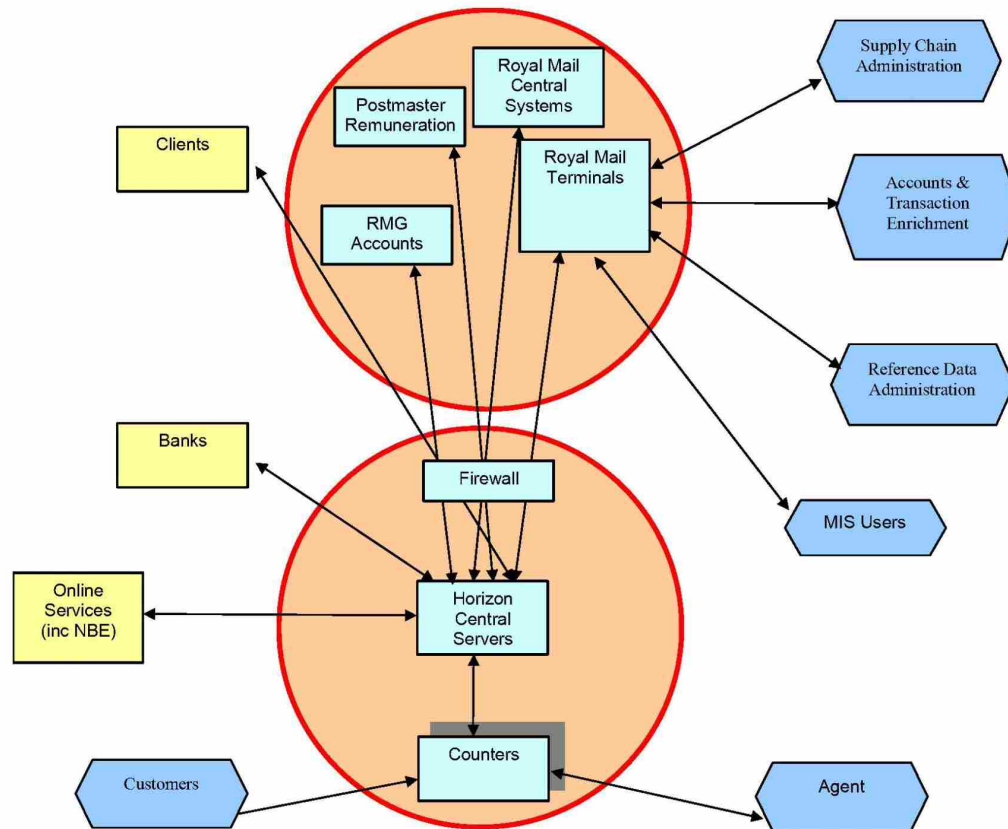 Supply Chain
Administration
Royal Mail
Central
Systems
Postmaster
Remuneration
Clients
Royal Mail
Terminals
Accounts &
Transaction
Enrichment
RMG
Accounts
Reference Data
Administration
Banks
Firewall
MIS Users
Online
Services
(inc NBE)
Horizon
Central
Servers
Counters
Customers
Agent